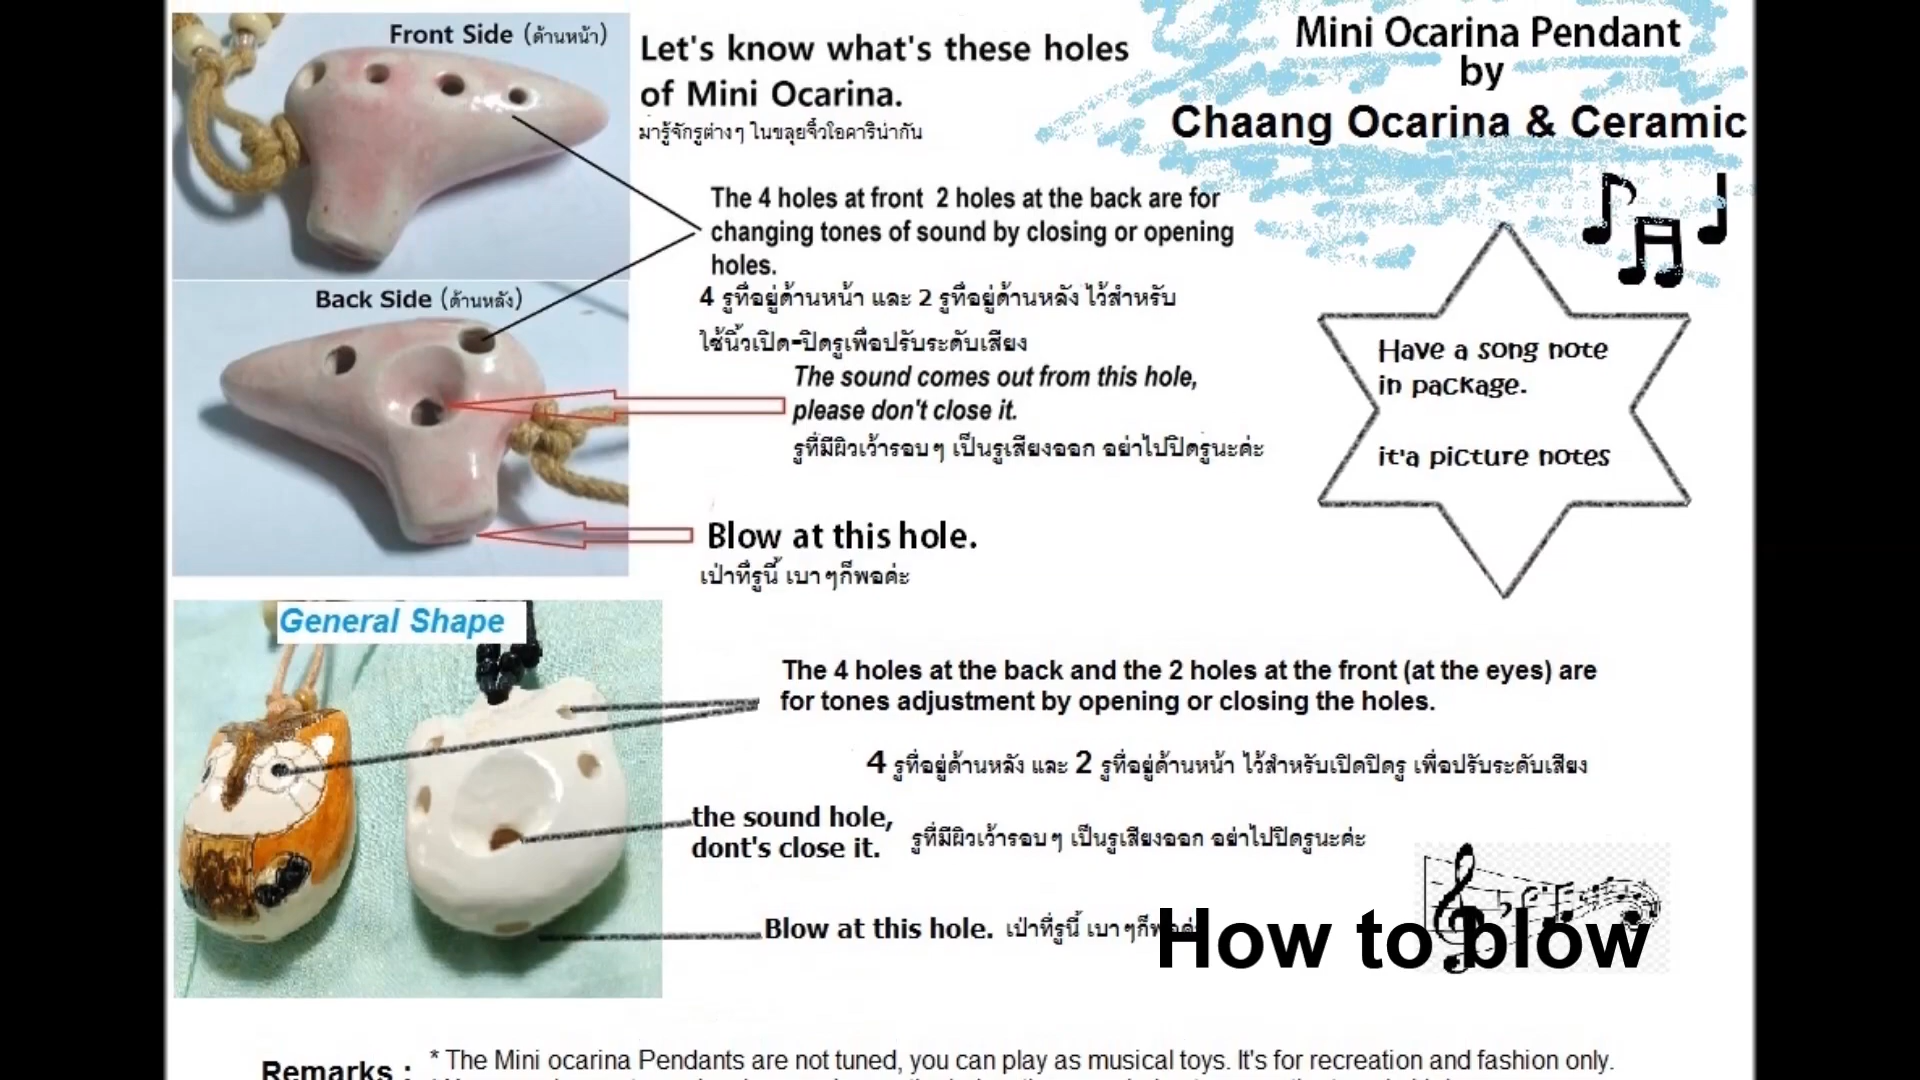 Front Side (ด้านหน้า)
Let's know what's these holes
of Mini Ocarina.
มารู้จักรูต่างๆ ในขลุยจิ๋วโอคาริน่ากัน
Mini Ocarina Pendant
by
Chaang Ocarina & Ceramic
The 4 holes at front 2 holes at the back are for
changing tones of sound by closing or opening
holes.
4 รูที่อยู่ด้านหน้า และ 2 รูที่อยู่ด้านหลัง ไว้สำหรับ
ใช้นิ้วเปิด-ปิดรูเพื่อปรับระดับเสียง
Back Side (ด้านหลัง)
The sound comes out from this hole,
please don't close it.
รูที่มีผิวเว้ารอบๆ เป็นรูเสียงออก อย่าไปปิดรูนะค่ะ
Have a song note
in package.
it'a picture notes
Blow at this hole.
เป่าที่รูนี้ เบาๆก็พอค่ะ
General Shape
The 4 holes at the back and the 2 holes at the front (at the eyes) are
for tones adjustment by opening or closing the holes.
4 รูที่อยู่ด้านหลัง และ 2 รูที่อยู่ด้านหน้า ไว้สำหรับเปิดปิดรู เพื่อปรับระดับเสียง
the sound hole,
dont's close it.
รูที่มีผิวเว้ารอบๆ เป็นรูเสียงออก อย่าไปปิดรูนะค่ะ
Blow at this hole. เป่าที่รูนี้ เบาๆก็พอค่ะ
How to blow
Remarks : * The Mini ocarina Pendants are not tuned, you can play as musical toys. It's for recreation and fashion only.